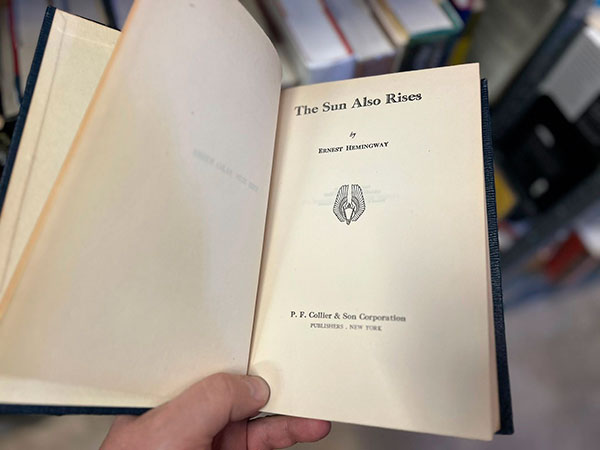 The Sun Also Rises
by
ERNEST HEMINGWAY
P. F. Collier & Son Corporation
PUBLISHERS . NEW YORK